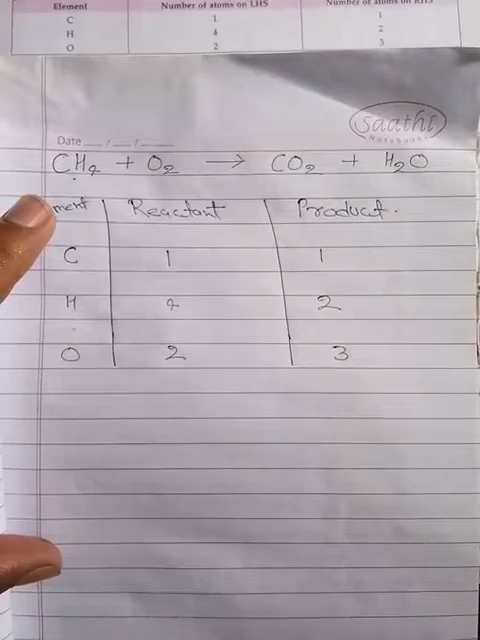 Element Number of atoms on LHS Number of atoms on RHS
C 1 1
H 4 2
O 2 3
saathi
Notebooks
Date / /
CH₄ + O₂ → CO₂ + H₂O
ment Reactant Product.
C 1 1
H 4 2
O 2 3